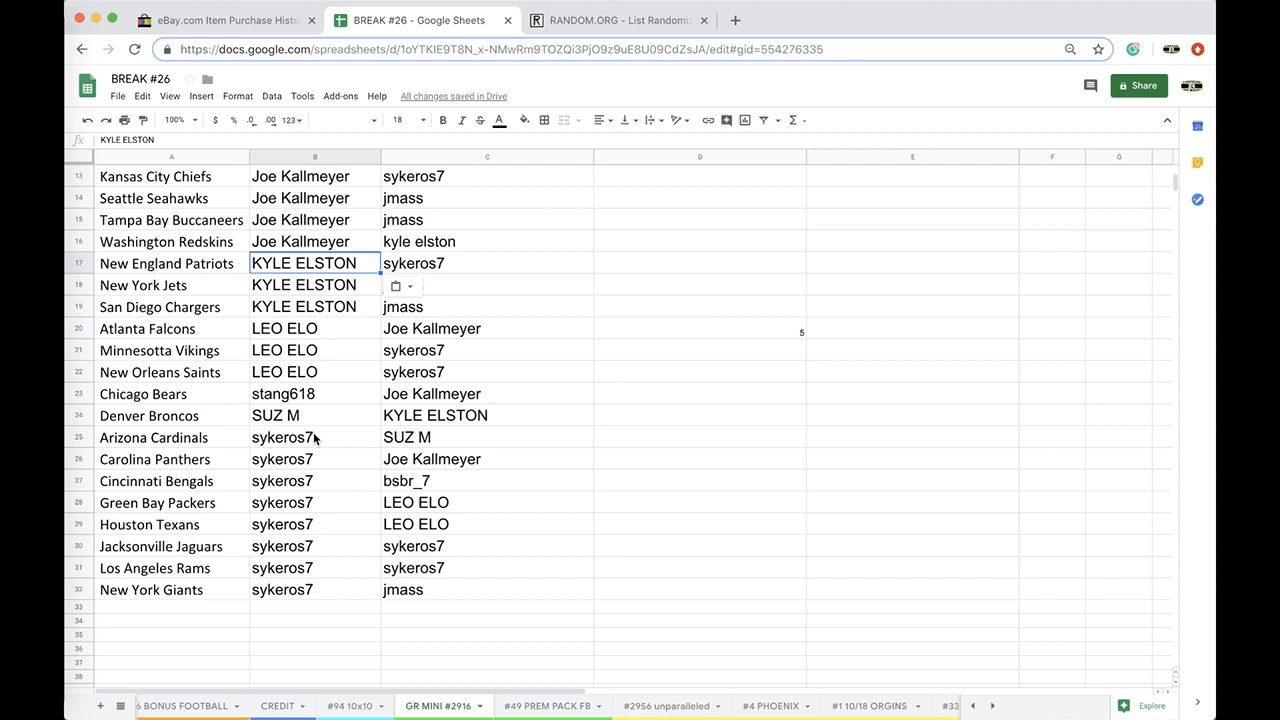 eBay.com Item Purchase Histo
BREAK #26 - Google Sheets
RANDOM.ORG - List Randomiz
https://docs.google.com/spreadsheets/d/1oYTKIE9T8N_x-NMwRm9TOZQi3PjO9z9uE8U09CdZsJA/edit#gid=554276335
BREAK #26
File Edit View Insert Format Data Tools Add-ons Help All changes saved in Drive
Share
100% $ % .0 .00 123 18 B I S A
fx KYLE ELSTON
A B C D E F G
13 Kansas City Chiefs Joe Kallmeyer sykeros7
14 Seattle Seahawks Joe Kallmeyer jmass
15 Tampa Bay Buccaneers Joe Kallmeyer jmass
16 Washington Redskins Joe Kallmeyer kyle elston
17 New England Patriots KYLE ELSTON sykeros7
18 New York Jets KYLE ELSTON
19 San Diego Chargers KYLE ELSTON jmass
20 Atlanta Falcons LEO ELO Joe Kallmeyer 5
21 Minnesotta Vikings LEO ELO sykeros7
22 New Orleans Saints LEO ELO sykeros7
23 Chicago Bears stang618 Joe Kallmeyer
24 Denver Broncos SUZ M KYLE ELSTON
25 Arizona Cardinals sykeros7 SUZ M
26 Carolina Panthers sykeros7 Joe Kallmeyer
27 Cincinnati Bengals sykeros7 bsbr_7
28 Green Bay Packers sykeros7 LEO ELO
29 Houston Texans sykeros7 LEO ELO
30 Jacksonville Jaguars sykeros7 sykeros7
31 Los Angeles Rams sykeros7 sykeros7
32 New York Giants sykeros7 jmass
33
34
35
36
37
38
6 BONUS FOOTBALL CREDIT #94 10x10 GR MINI #2916 #49 PREM PACK FB #2956 unparalleled #4 PHOENIX #1 10/18 ORGINS #33 Explore